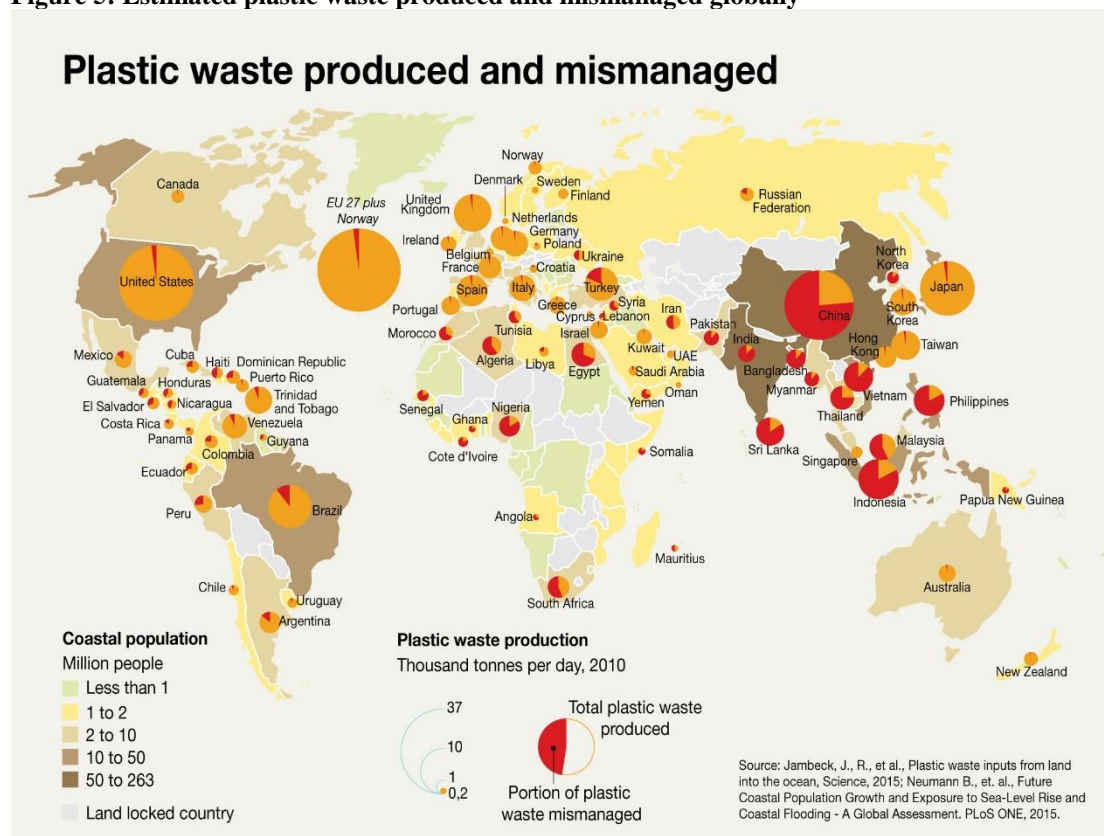 Figure 3: Estimated plastic waste produced and mismanaged globally
Plastic waste produced and mismanaged
Canada
United States
EU 27 plus
Norway
Norway
Denmark
Sweden
Finland
United
Kingdom
Netherlands
Germany
Poland
Ireland
Belgium
France
Croatia
Ukraine
Spain
Italy
Turkey
Portugal
Greece
Cyprus
Syria
Lebanon
Morocco
Tunisia
Israel
Iran
Algeria
Libya
Egypt
Kuwait
UAE
Saudi Arabia
Oman
Yemen
Russian
Federation
North
Korea
Japan
South
Korea
China
Pakistan
India
Hong
Kong
Taiwan
Bangladesh
Myanmar
Vietnam
Thailand
Philippines
Sri Lanka
Malaysia
Singapore
Indonesia
Papua New Guinea
Mexico
Cuba
Haiti
Dominican Republic
Puerto Rico
Guatemala
Honduras
Trinidad
and Tobago
El Salvador
Nicaragua
Costa Rica
Venezuela
Panama
Guyana
Colombia
Ecuador
Peru
Brazil
Chile
Uruguay
Argentina
Senegal
Ghana
Nigeria
Cote d'Ivoire
Somalia
Angola
Mauritius
South Africa
Australia
New Zealand
Coastal population
Million people
Less than 1
1 to 2
2 to 10
10 to 50
50 to 263
Land locked country
Plastic waste production
Thousand tonnes per day, 2010
37
10
1
0,2
Total plastic waste
produced
Portion of plastic
waste mismanaged
Source: Jambeck, J., R., et al., Plastic waste inputs from land
into the ocean, Science, 2015; Neumann B., et. al., Future
Coastal Population Growth and Exposure to Sea-Level Rise and
Coastal Flooding - A Global Assessment. PLoS ONE, 2015.